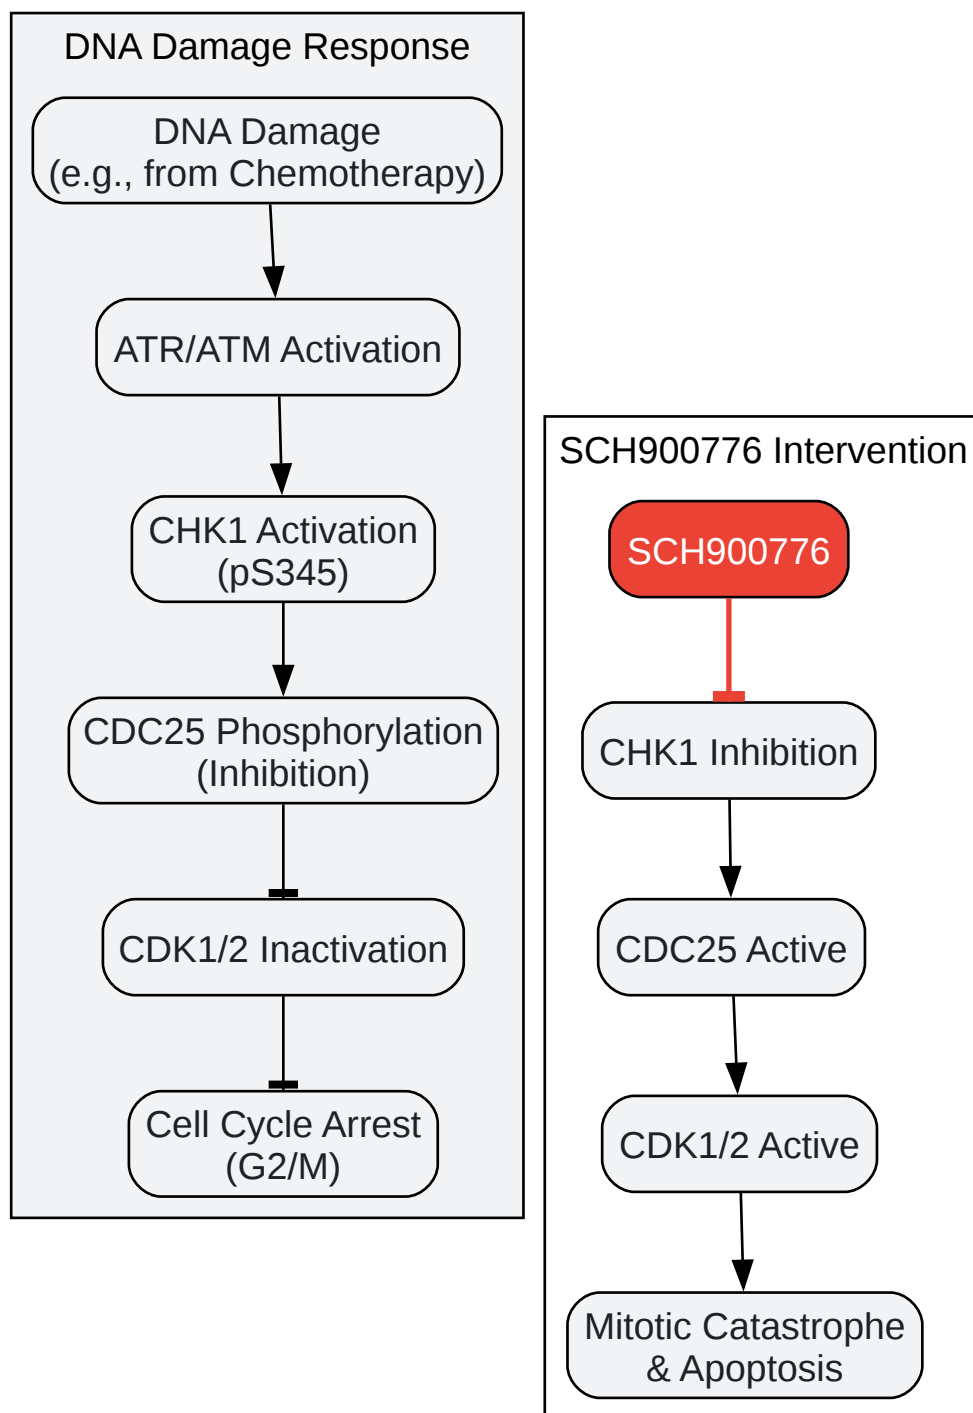 DNA Damage Response
DNA Damage
(e.g., from Chemotherapy)
ATR/ATM Activation
CHK1 Activation
(pS345)
CDC25 Phosphorylation
(Inhibition)
CDK1/2 Inactivation
Cell Cycle Arrest
(G2/M)
SCH900776 Intervention
SCH900776
CHK1 Inhibition
CDC25 Active
CDK1/2 Active
Mitotic Catastrophe
& Apoptosis